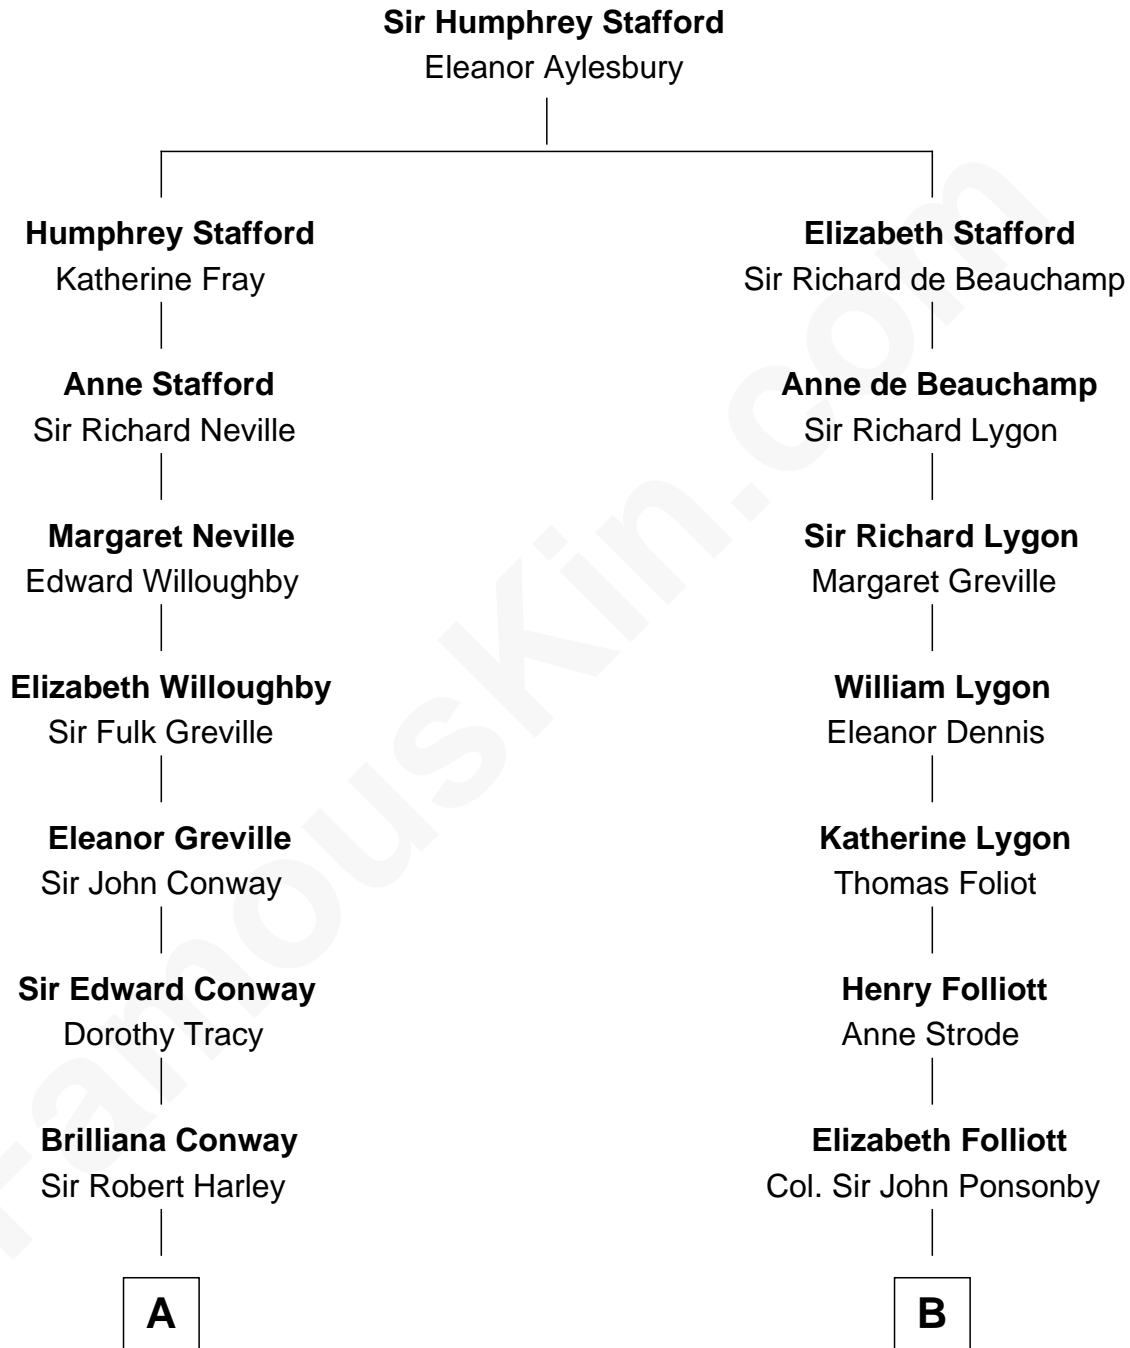 Sir Humphrey Stafford
Eleanor Aylesbury
Humphrey Stafford
Katherine Fray
Elizabeth Stafford
Sir Richard de Beauchamp
Anne Stafford
Sir Richard Neville
Anne de Beauchamp
Sir Richard Lygon
Margaret Neville
Edward Willoughby
Sir Richard Lygon
Margaret Greville
Elizabeth Willoughby
Sir Fulk Greville
William Lygon
Eleanor Dennis
Eleanor Greville
Sir John Conway
Katherine Lygon
Thomas Foliot
Sir Edward Conway
Dorothy Tracy
Henry Folliott
Anne Strode
Brilliana Conway
Sir Robert Harley
Elizabeth Folliott
Col. Sir John Ponsonby
A
B
FamousKin.com